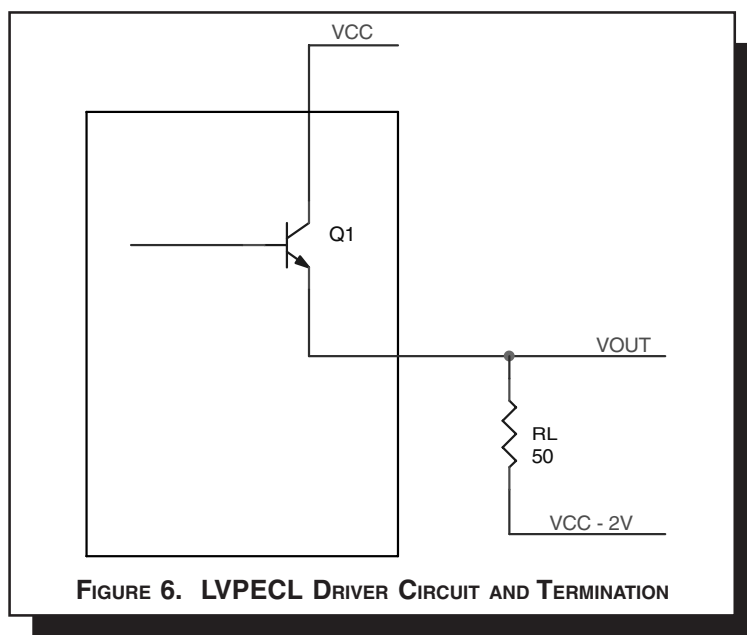 VCC
Q1
VOUT
RL
50
VCC - 2V
FIGURE 6. LVPECL DRIVER CIRCUIT AND TERMINATION